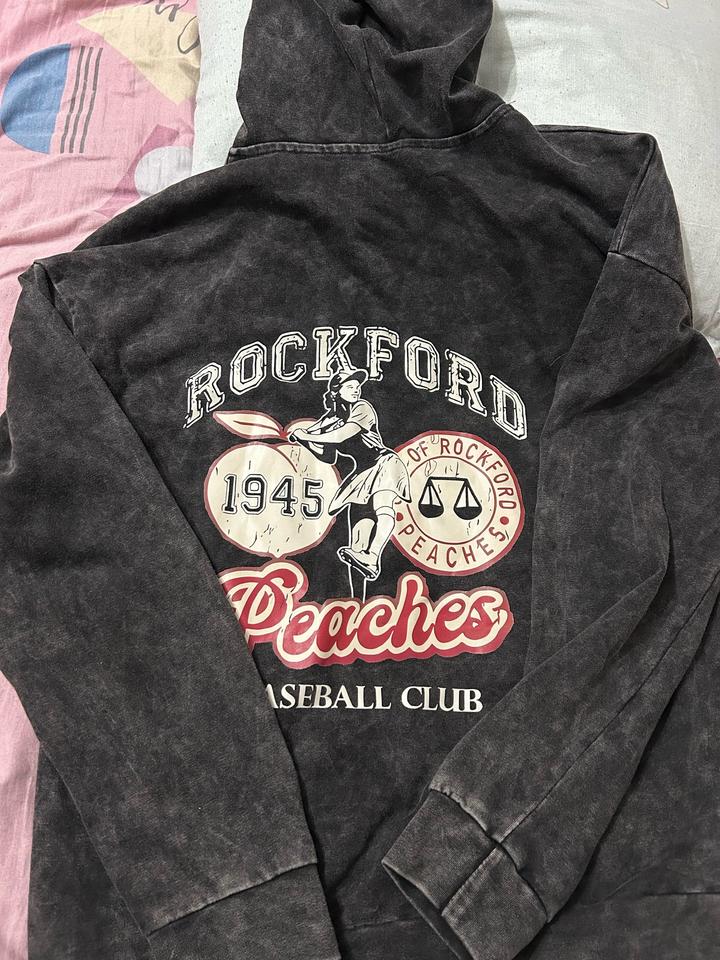 ROCKFORD
1945
OF ROCKFORD
PEACHES
Peaches
ASEBALL CLUB